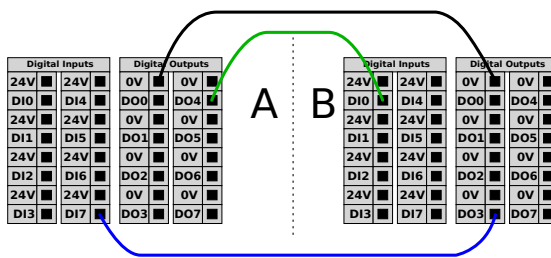 Digital Inputs Digital Outputs A B Digital Inputs Digital Outputs
24V 24V 0V 0V 24V 24V 0V 0V
DI0 DI4 DO0 DO4 DI0 DI4 DO0 DO4
24V 24V 0V 0V 24V 24V 0V 0V
DI1 DI5 DO1 DO5 DI1 DI5 DO1 DO5
24V 24V 0V 0V 24V 24V 0V 0V
DI2 DI6 DO2 DO6 DI2 DI6 DO2 DO6
24V 24V 0V 0V 24V 24V 0V 0V
DI3 DI7 DO3 DO7 DI3 DI7 DO3 DO7